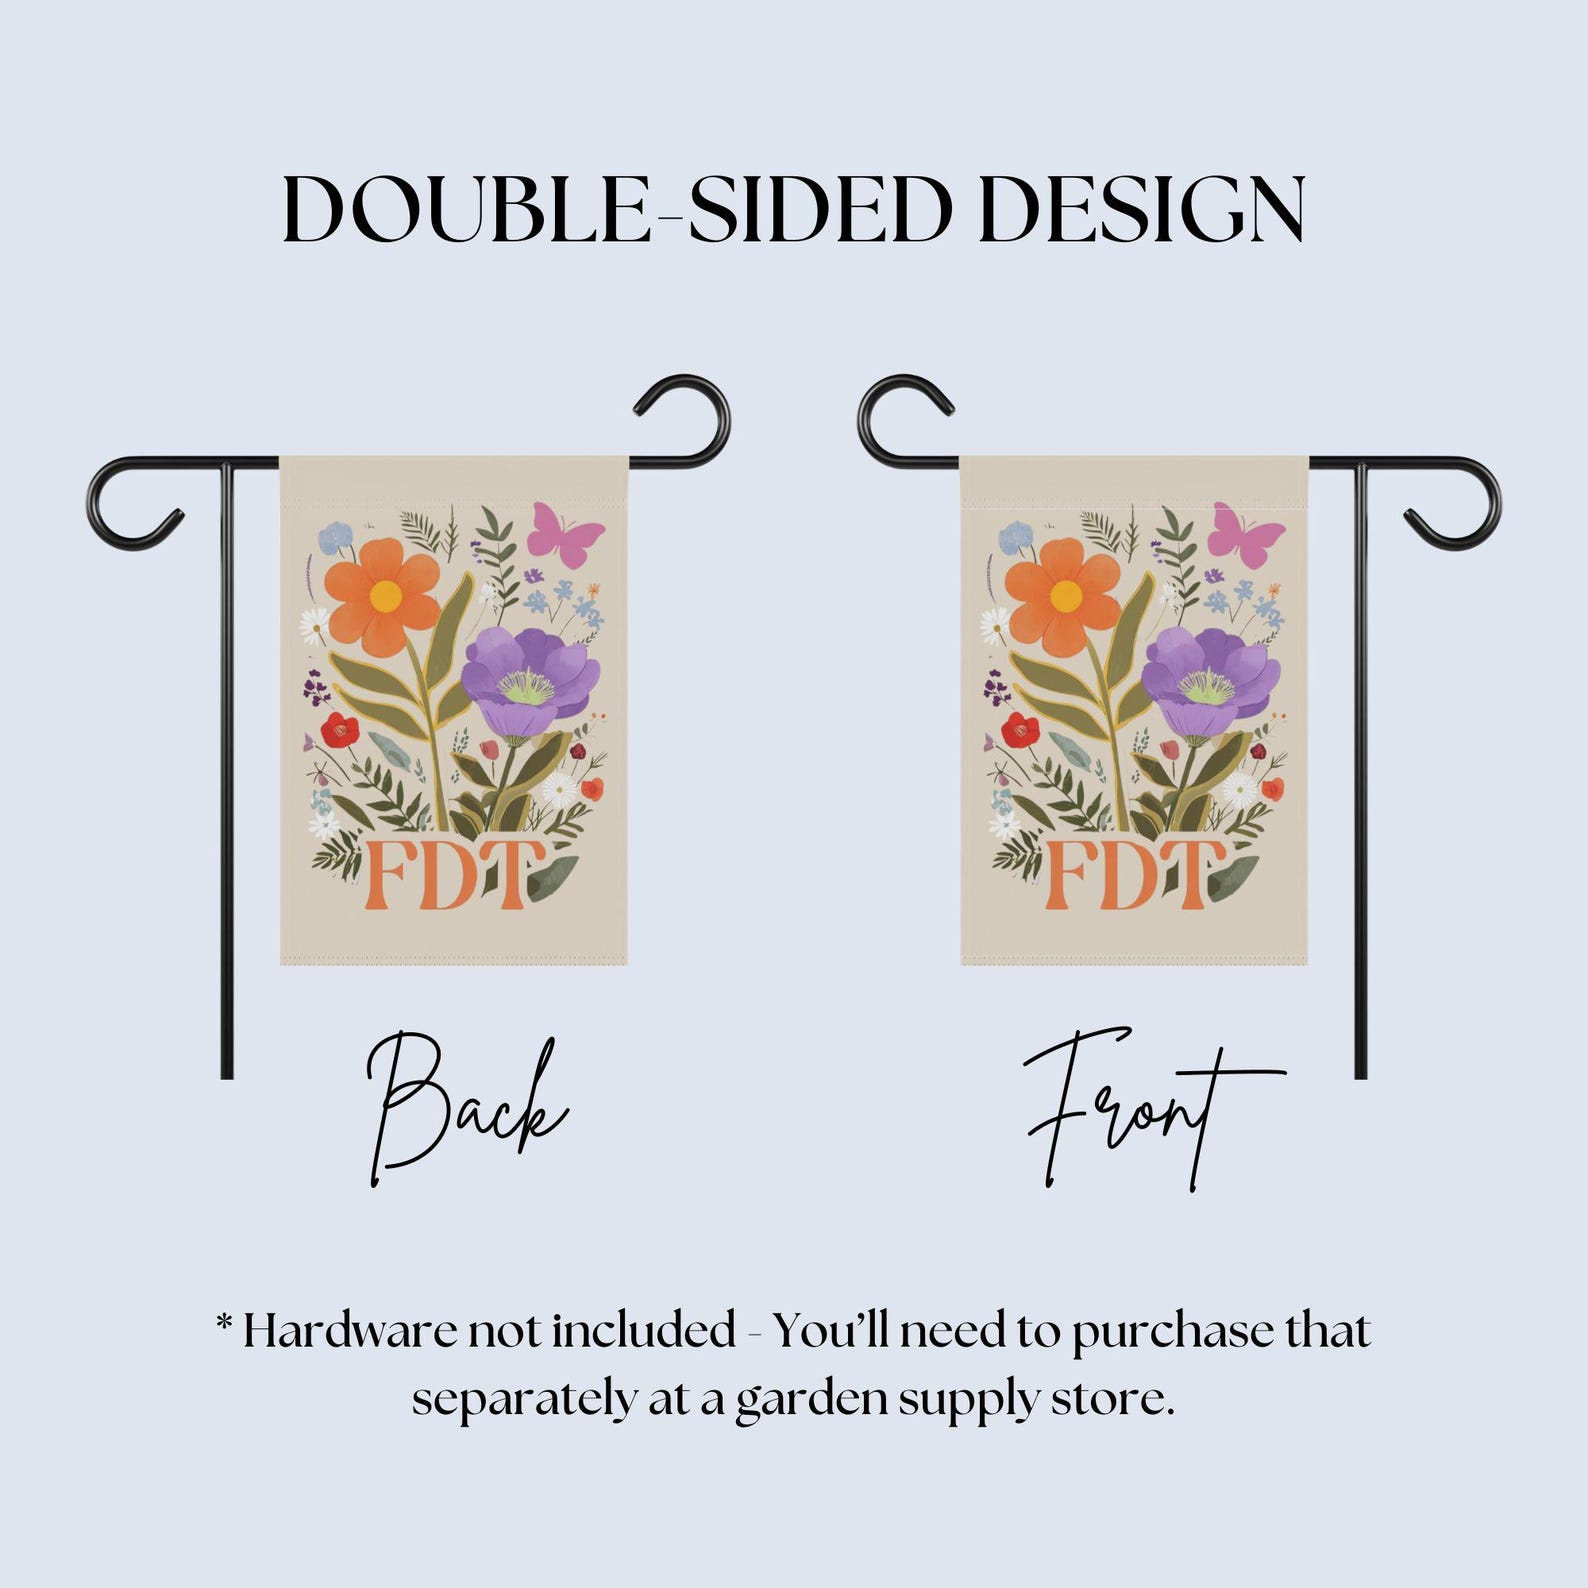 DOUBLE-SIDED DESIGN
FDT
FDT
Back
Front
* Hardware not included - You’ll need to purchase that
separately at a garden supply store.